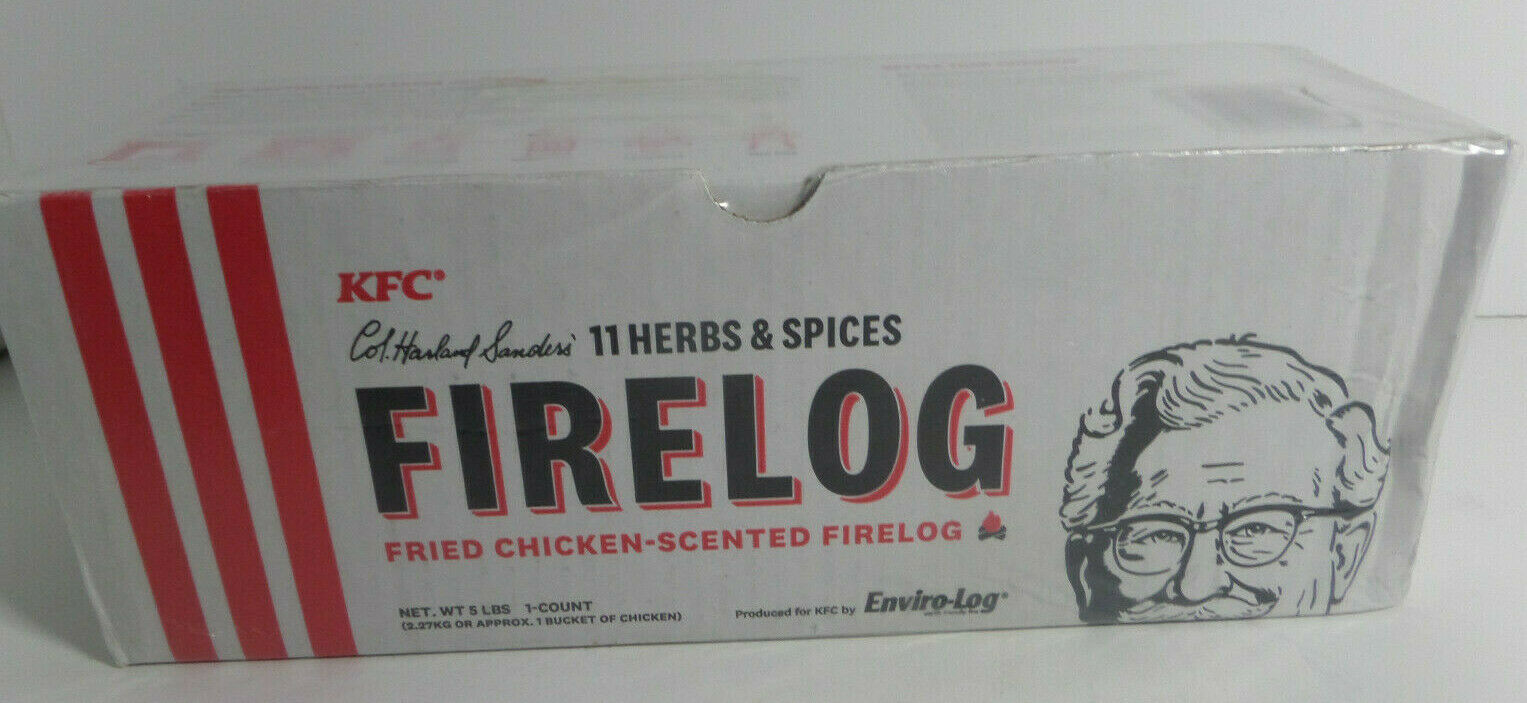 KFC®
Col. Harland Sanders' 11 HERBS & SPICES
FIRELOG
FRIED CHICKEN-SCENTED FIRELOG
NET. WT 5 LBS 1-COUNT
(2.27KG OR APPROX. 1 BUCKET OF CHICKEN)
Produced for KFC by Enviro-Log®